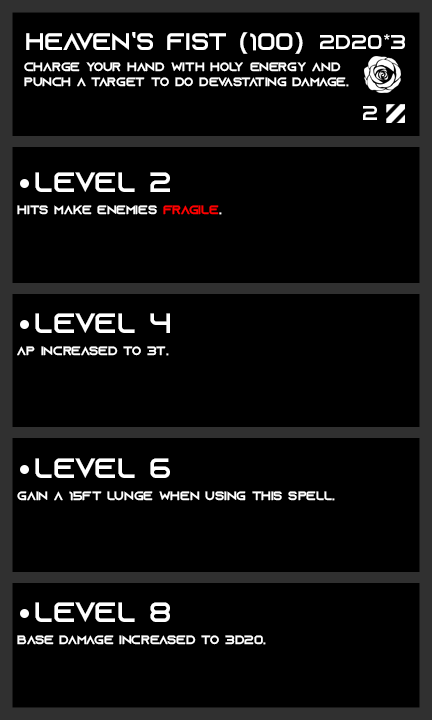 HEAVEN'S FIST (100) 2D20*3
CHARGE YOUR HAND WITH HOLY ENERGY AND
PUNCH A TARGET TO DO DEVASTATING DAMAGE.
2
•LEVEL 2
HITS MAKE ENEMIES FRAGILE.
•LEVEL 4
AP INCREASED TO 3T.
•LEVEL 6
GAIN A 15FT LUNGE WHEN USING THIS SPELL.
•LEVEL 8
BASE DAMAGE INCREASED TO 3D20.